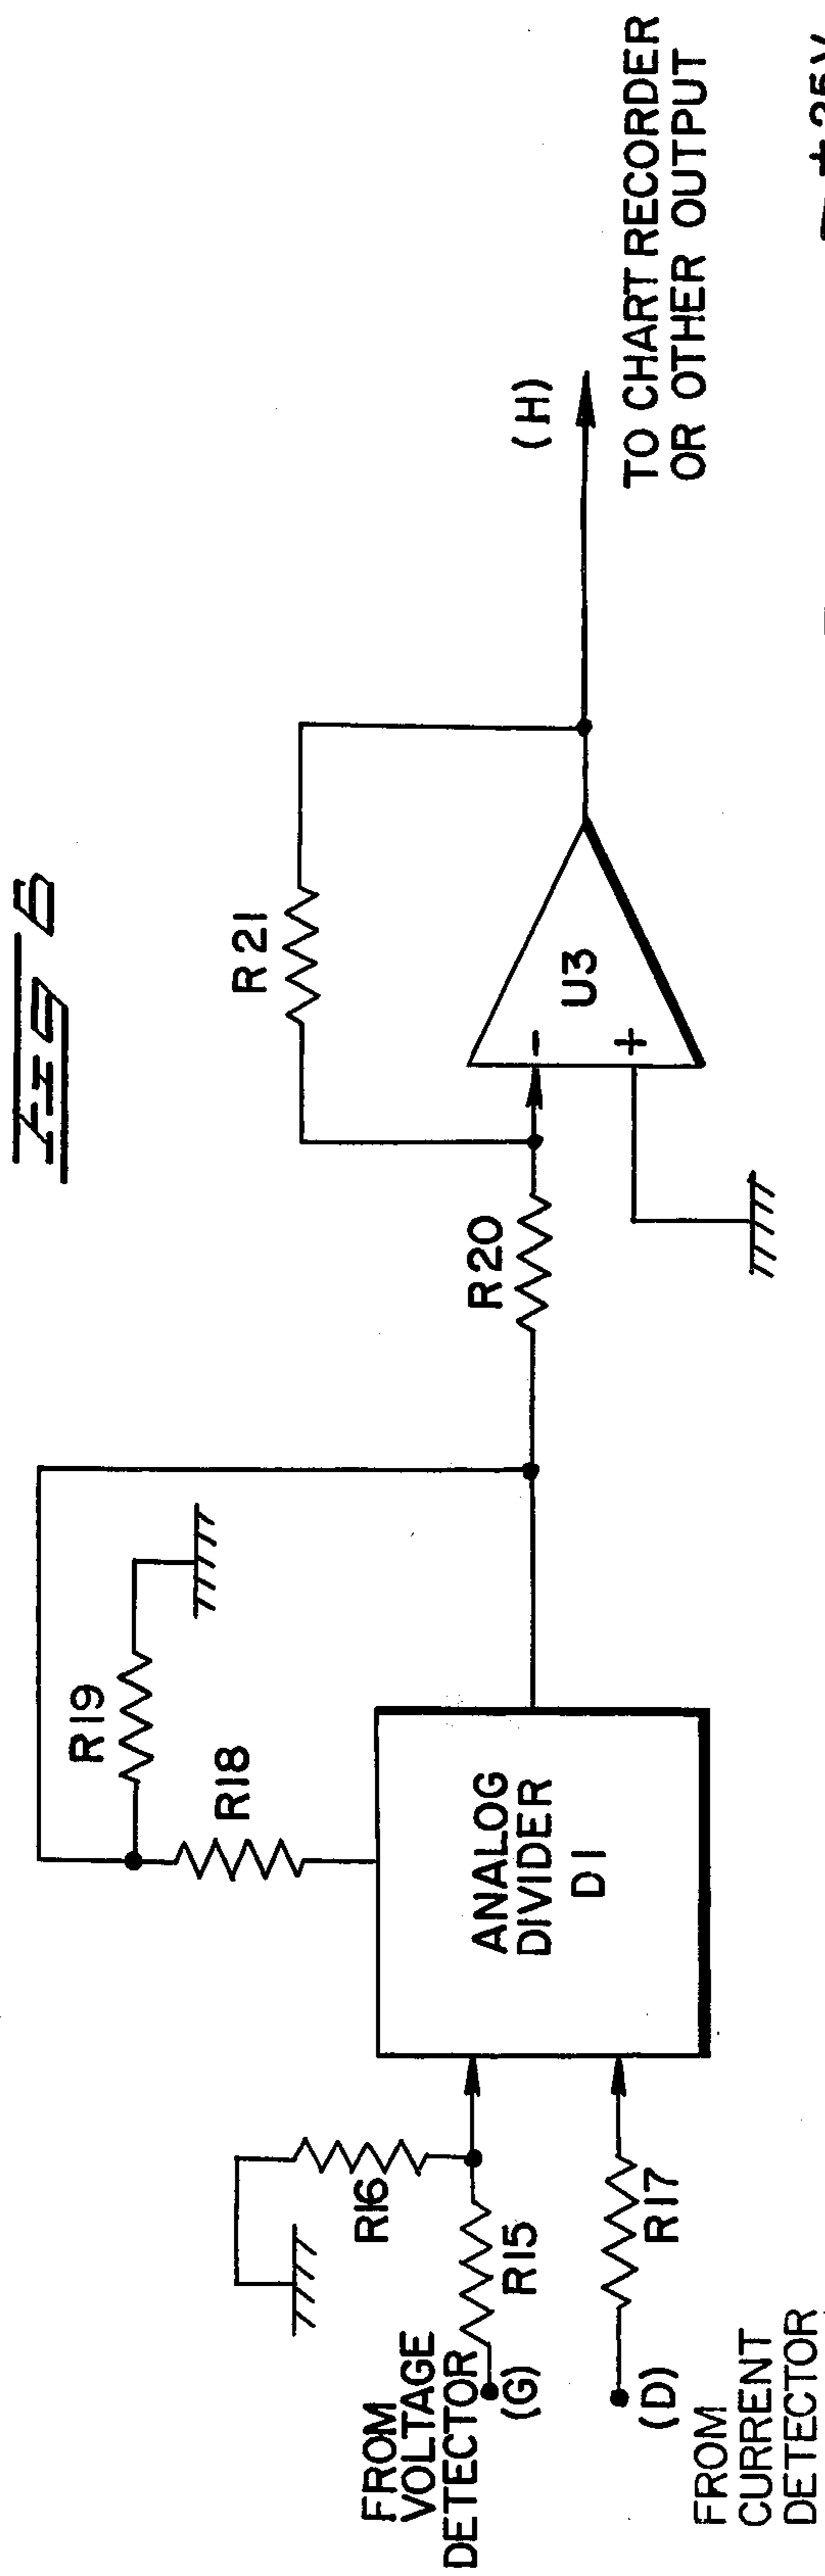 Fig 6
R19
R18
R21
R20
R16
R15
R17
FROM
VOLTAGE
DETECTOR
(G)
(D)
FROM
CURRENT
DETECTOR
ANALOG
DIVIDER
D1
-
+
U3
(H)
TO CHART RECORDER
OR OTHER OUTPUT